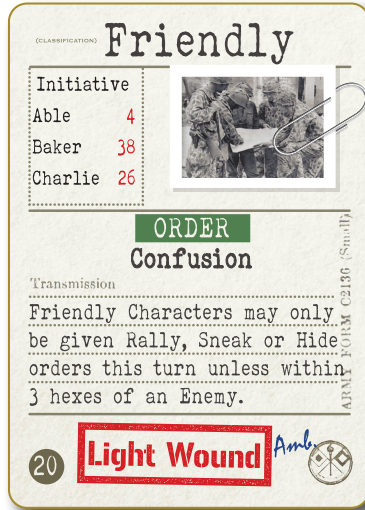 (CLASSIFICATION) Friendly
Initiative
Able 4
Baker 38
Charlie 26
ORDER
Confusion
Transmission
Friendly Characters may only
be given Rally, Sneak or Hide
orders this turn unless within
3 hexes of an Enemy.
ARMY FORM C2136 (Small)
Light Wound
Amb.
20